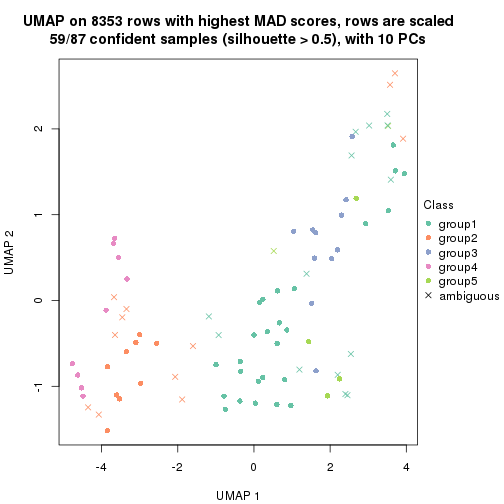 UMAP on 8353 rows with highest MAD scores, rows are scaled
59/87 confident samples (silhouette > 0.5), with 10 PCs
UMAP 2
2
1
0
-1
-4
-2
0
2
4
UMAP 1
Class
group1
group2
group3
group4
group5
ambiguous